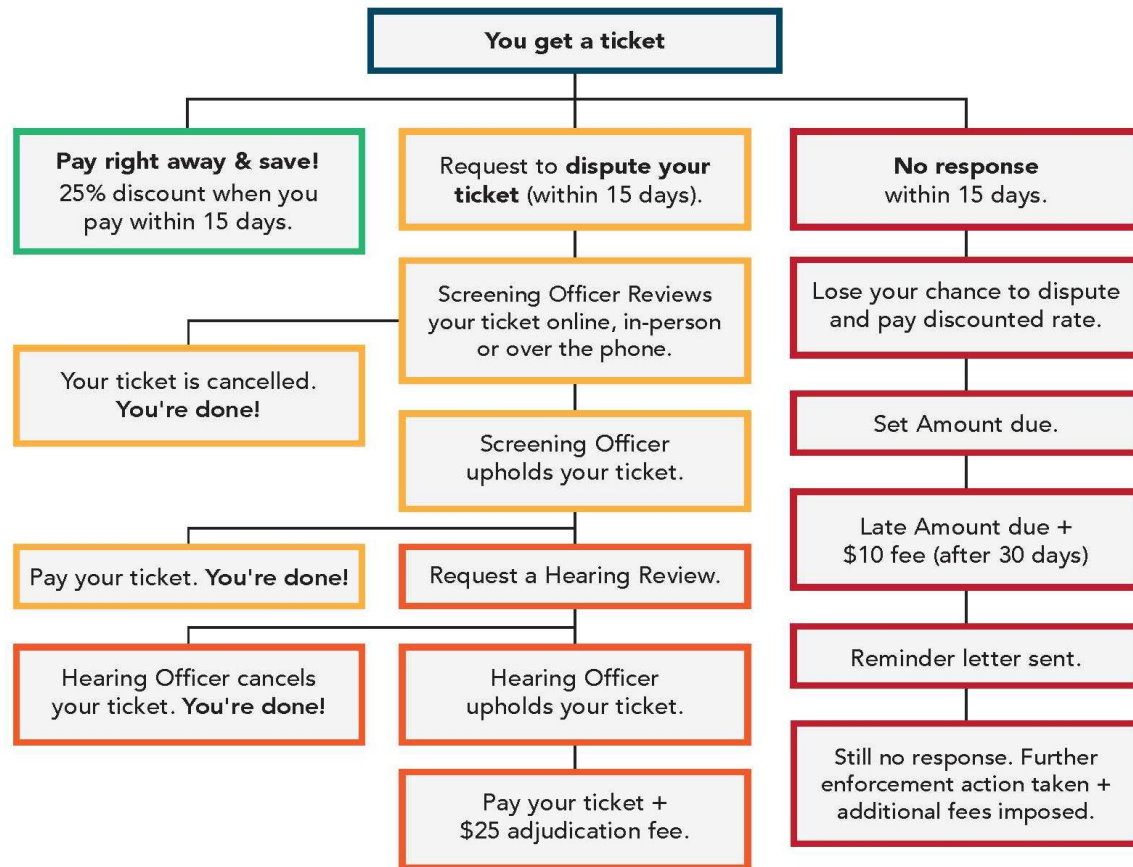 You get a ticket
Pay right away & save!
25% discount when you
pay within 15 days.
Request to dispute your
ticket (within 15 days).
No response
within 15 days.
Screening Officer Reviews
your ticket online, in-person
or over the phone.
Lose your chance to dispute
and pay discounted rate.
Your ticket is cancelled.
You're done!
Set Amount due.
Screening Officer
upholds your ticket.
Late Amount due +
$10 fee (after 30 days)
Pay your ticket. You're done!
Request a Hearing Review.
Reminder letter sent.
Hearing Officer cancels
your ticket. You're done!
Hearing Officer
upholds your ticket.
Still no response. Further
enforcement action taken +
additional fees imposed.
Pay your ticket +
$25 adjudication fee.